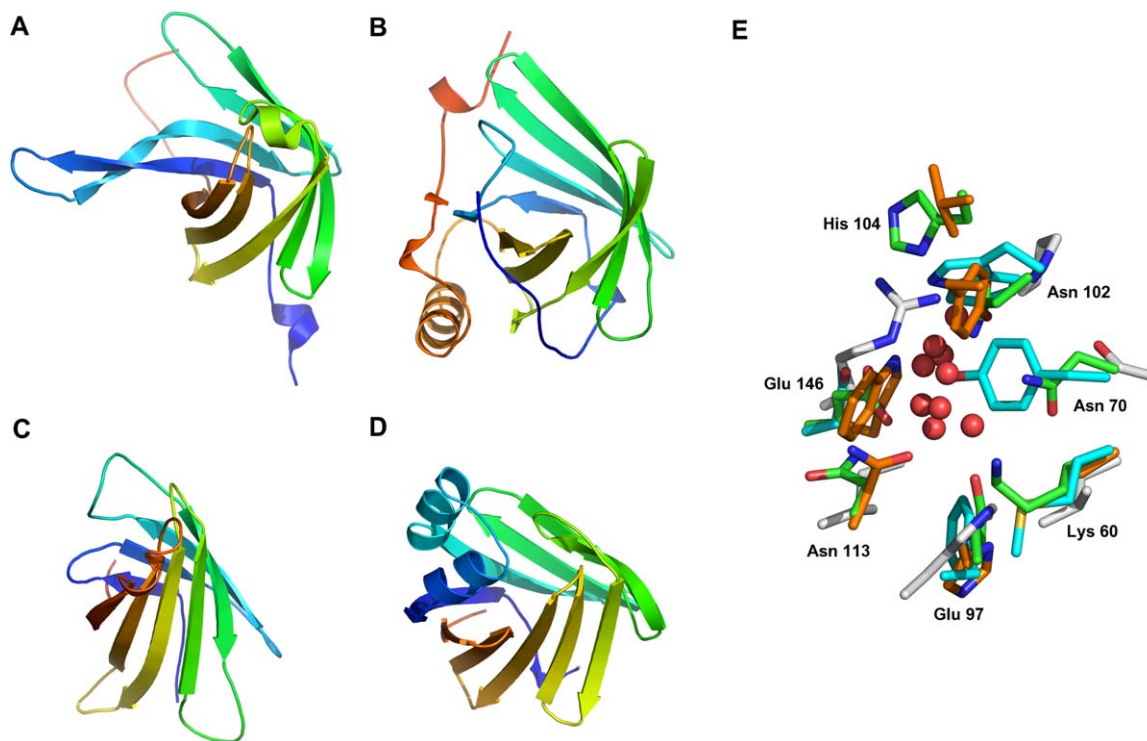 A
B
E
His 104
Asn 102
Glu 146
Asn 70
C
D
Asn 113
Lys 60
Glu 97